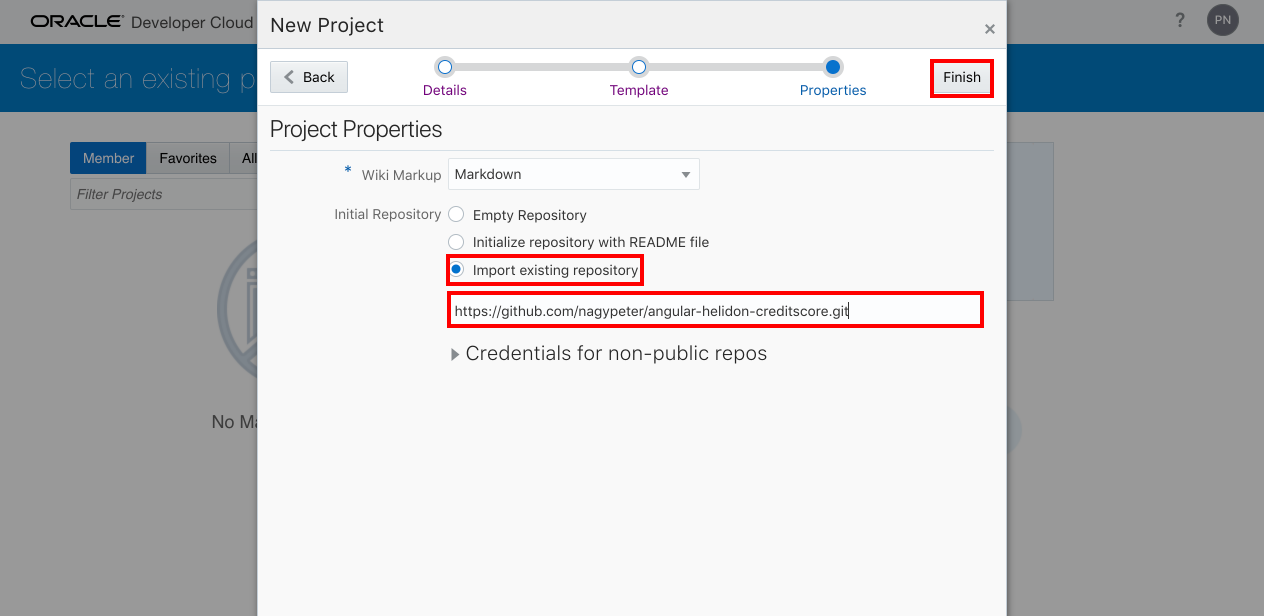 ORACLE® Developer Cloud
?
PN
Select an existing p
Member
Favorites
All
Filter Projects
No Ma
New Project
×
Back
Details
Template
Properties
Finish
Project Properties
* Wiki Markup
Markdown
Initial Repository
Empty Repository
Initialize repository with README file
Import existing repository
https://github.com/nagypeter/angular-helidon-creditscore.git
Credentials for non-public repos